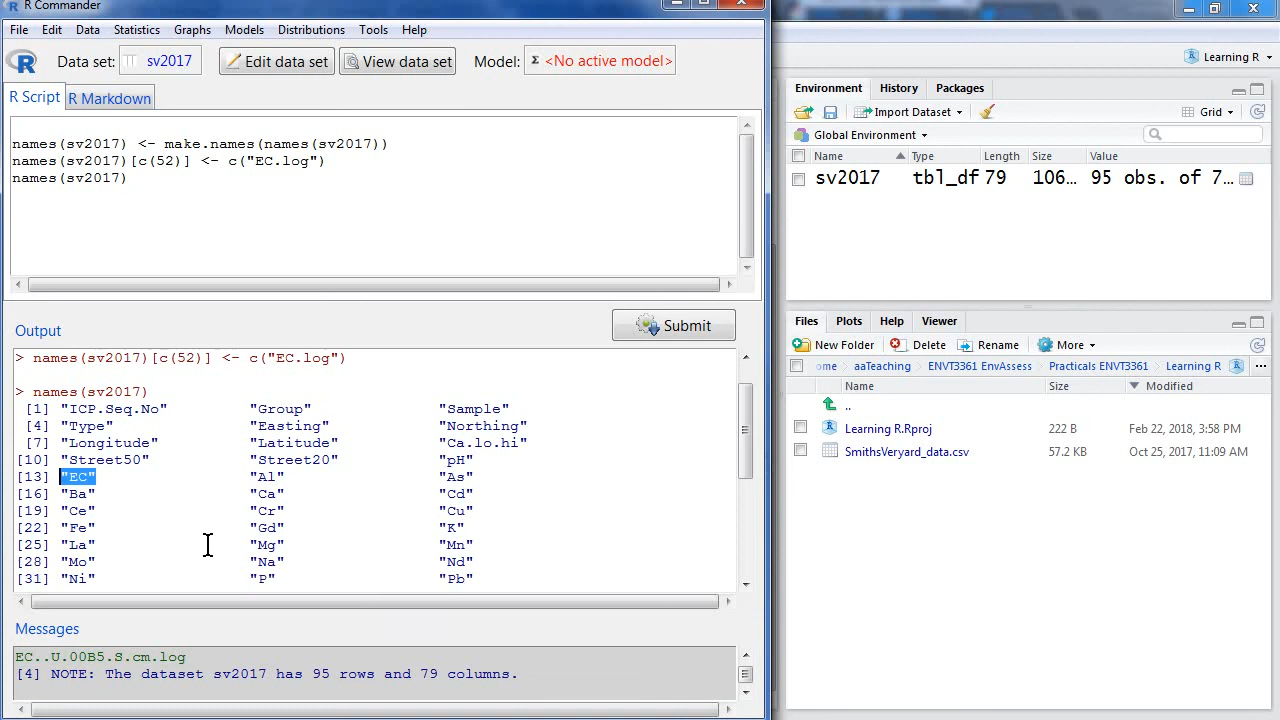 R Commander
File Edit Data Statistics Graphs Models Distributions Tools Help
Data set: sv2017 Edit data set View data set Model: Σ <No active model>
R Script R Markdown
names(sv2017) <- make.names(names(sv2017))
names(sv2017)[c(52)] <- c("EC.log")
names(sv2017)
Output Submit
> names(sv2017)[c(52)] <- c("EC.log")
> names(sv2017)
[1] "ICP.Seq.No" "Group" "Sample"
[4] "Type" "Easting" "Northing"
[7] "Longitude" "Latitude" "Ca.lo.hi"
[10] "Street50" "Street20" "pH"
[13] "EC" "Al" "As"
[16] "Ba" "Ca" "Cd"
[19] "Ce" "Cr" "Cu"
[22] "Fe" "Gd" "K"
[25] "La" "Mg" "Mn"
[28] "Mo" "Na" "Nd"
[31] "Ni" "P" "Pb"
Messages
EC..U.00B5.S.cm.log
[4] NOTE: The dataset sv2017 has 95 rows and 79 columns.
Learning R
Environment History Packages
Import Dataset Grid
Global Environment
Name Type Length Size Value
sv2017 tbl_df 79 106… 95 obs. of 7…
Files Plots Help Viewer
New Folder Delete Rename More
ome aaTeaching ENVT3361 EnvAssess Practicals ENVT3361 Learning R ...
Name Size Modified
..
Learning R.Rproj 222 B Feb 22, 2018, 3:58 PM
SmithsVeryard_data.csv 57.2 KB Oct 25, 2017, 11:09 AM